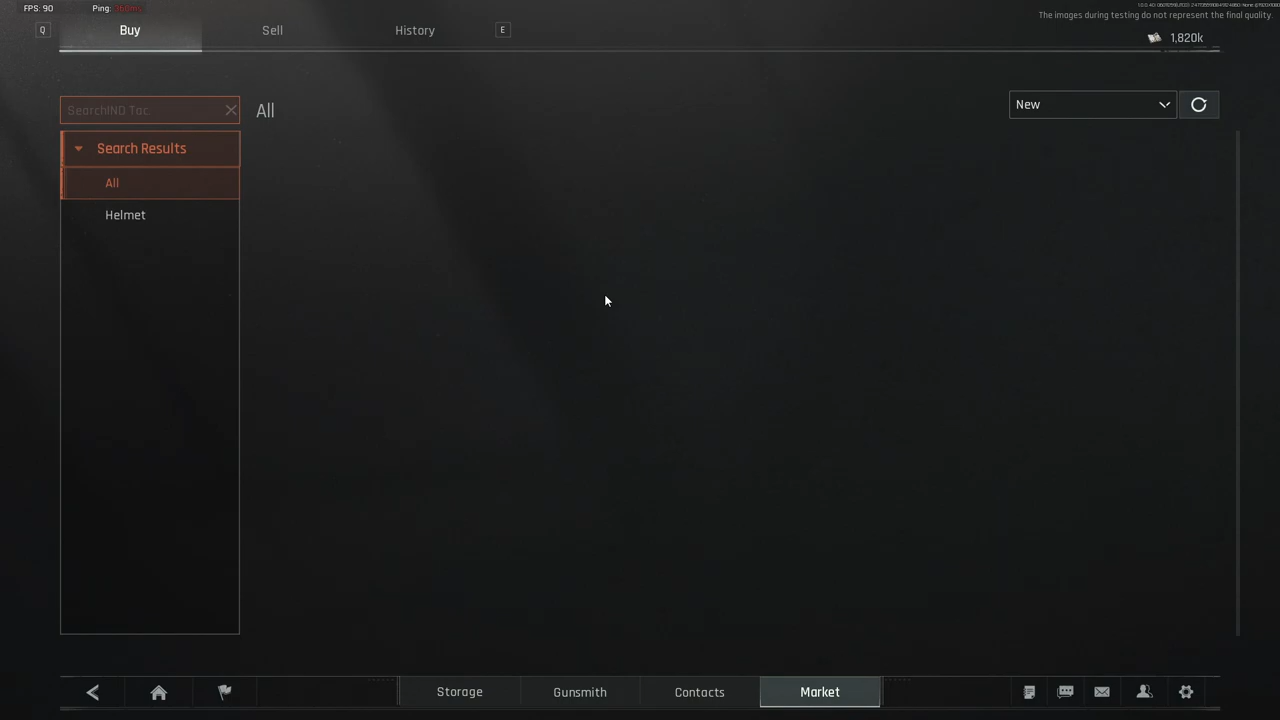 FPS: 90 Ping: 360ms
The images during testing do not represent the final quality.
Q Buy Sell History E
1,820k
SearchIND Tac.
All
New
Search Results
All
Helmet
Storage Gunsmith Contacts Market